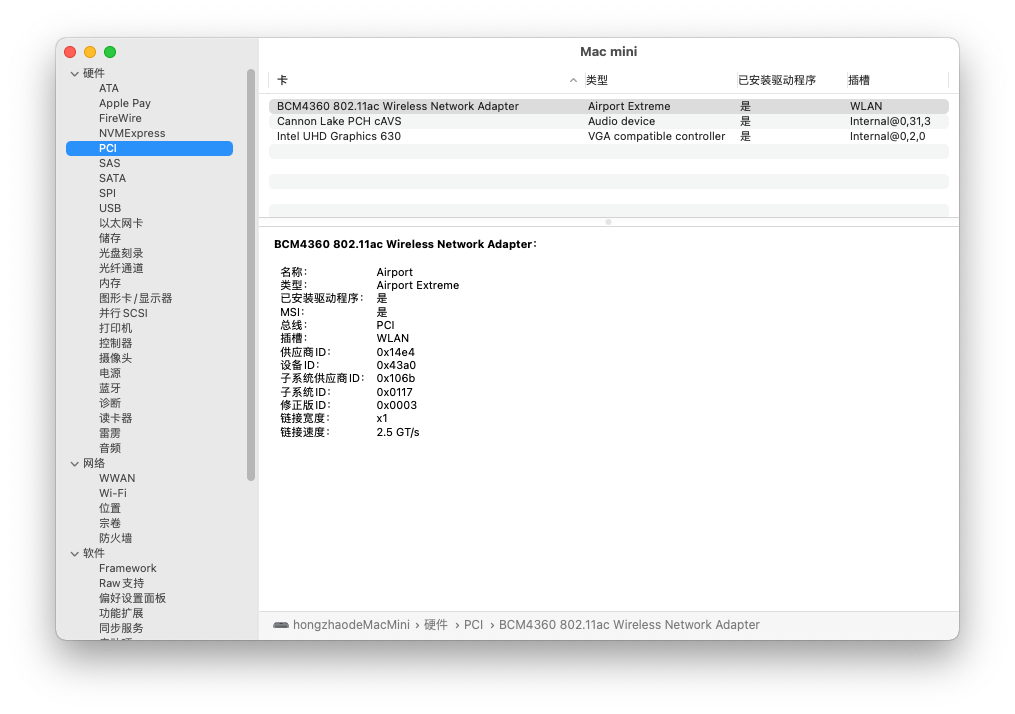 Mac mini
硬件
ATA
Apple Pay
FireWire
NVMExpress
PCI
SAS
SATA
SPI
USB
以太网卡
储存
光盘刻录
光纤通道
内存
图形卡/显示器
并行SCSI
打印机
控制器
摄像头
电源
蓝牙
诊断
读卡器
雷雳
音频
网络
WWAN
Wi-Fi
位置
宗卷
防火墙
软件
Framework
Raw支持
偏好设置面板
功能扩展
同步服务
卡 类型 已安装驱动程序 插槽
BCM4360 802.11ac Wireless Network Adapter Airport Extreme 是 WLAN
Cannon Lake PCH cAVS Audio device 是 Internal@0,31,3
Intel UHD Graphics 630 VGA compatible controller 是 Internal@0,2,0
BCM4360 802.11ac Wireless Network Adapter：
名称： Airport
类型： Airport Extreme
已安装驱动程序： 是
MSI： 是
总线： PCI
插槽： WLAN
供应商ID： 0x14e4
设备ID： 0x43a0
子系统供应商ID： 0x106b
子系统ID： 0x0117
修正版ID： 0x0003
链接宽度： x1
链接速度： 2.5 GT/s
hongzhaodeMacMini › 硬件 › PCI › BCM4360 802.11ac Wireless Network Adapter